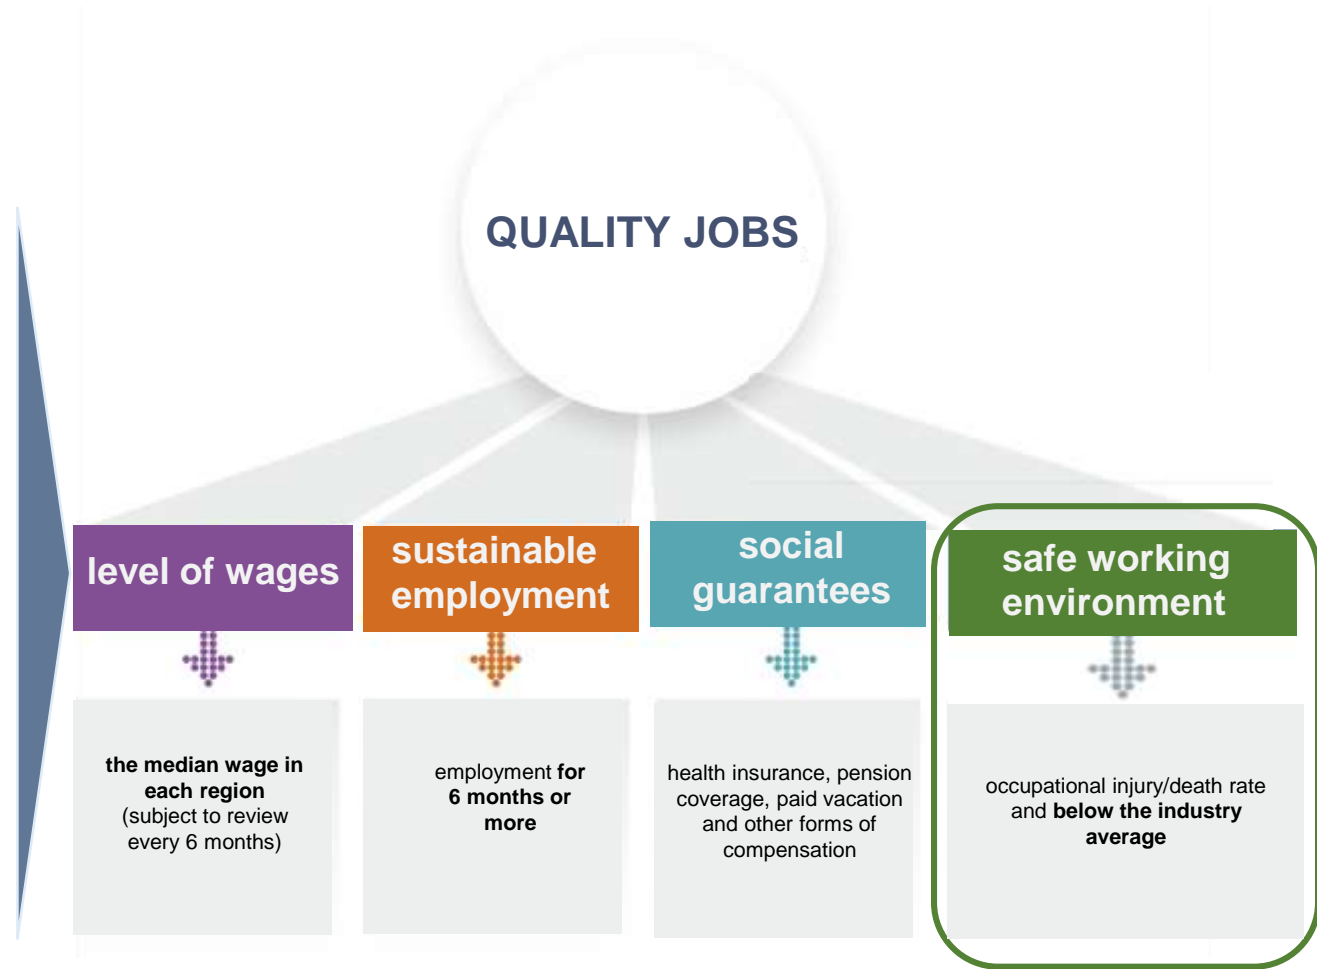 QUALITY JOBS
level of wages
sustainable
employment
social
guarantees
safe working
environment
the median wage in
each region
(subject to review
every 6 months)
employment for
6 months or
more
health insurance, pension
coverage, paid vacation
and other forms of
compensation
occupational injury/death rate
and below the industry
average